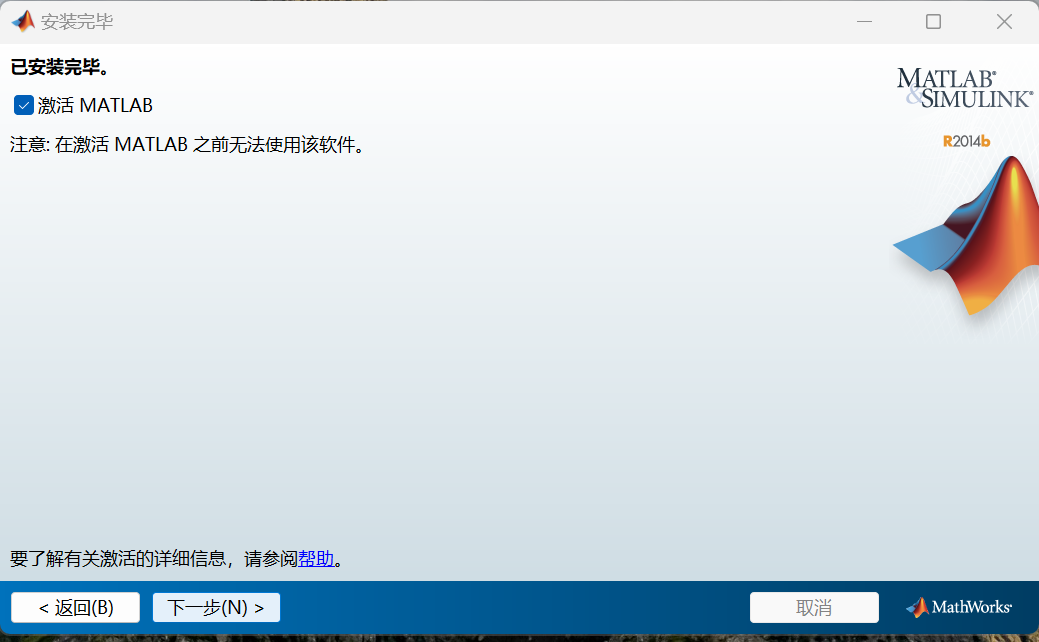 安装完毕
已安装完毕。
激活 MATLAB
注意: 在激活 MATLAB 之前无法使用该软件。
MATLAB®
&SIMULINK®
R2014b
要了解有关激活的详细信息，请参阅帮助。
< 返回(B)
下一步(N) >
取消
MathWorks®